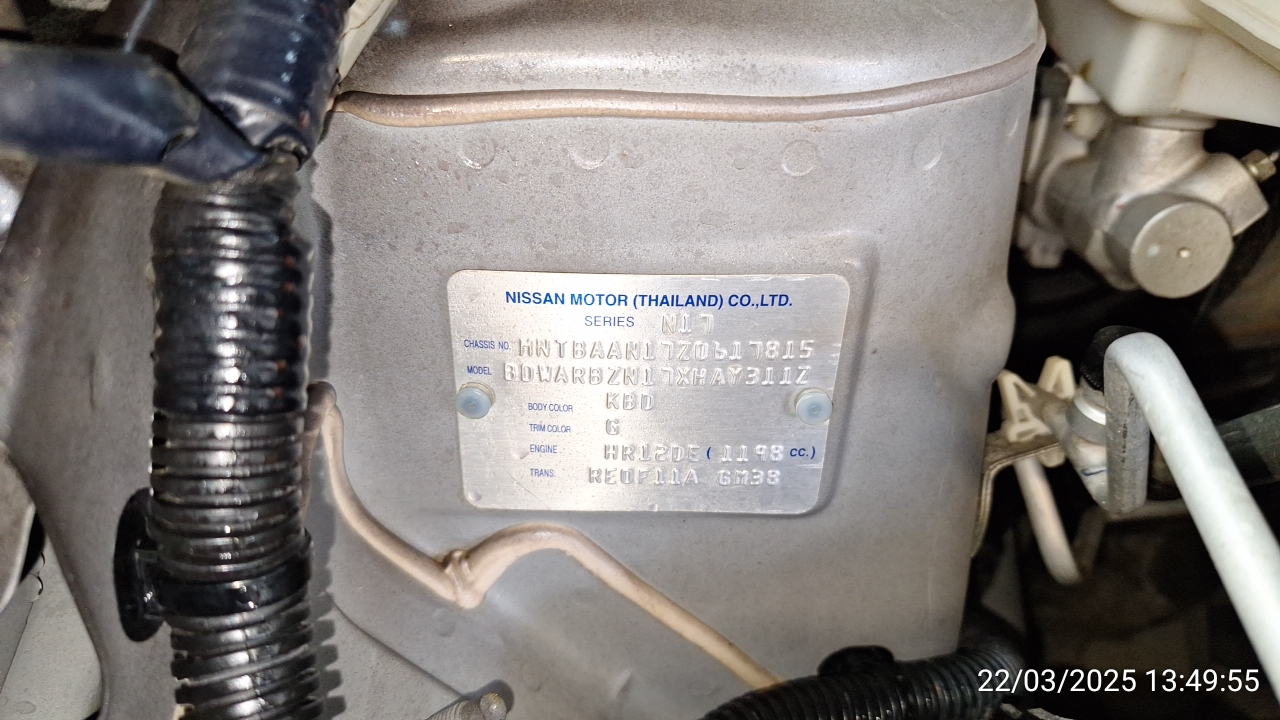 NISSAN MOTOR (THAILAND) CO.,LTD.
SERIES N17
CHASSIS NO. MNTBAAN17Z0617815
MODEL BDWARBZN17XHAY311Z
BODY COLOR KBD
TRIM COLOR G
ENGINE HR12DE ( 1198 CC.)
TRANS. RE0F11A GM38
22/03/2025 13:49:55